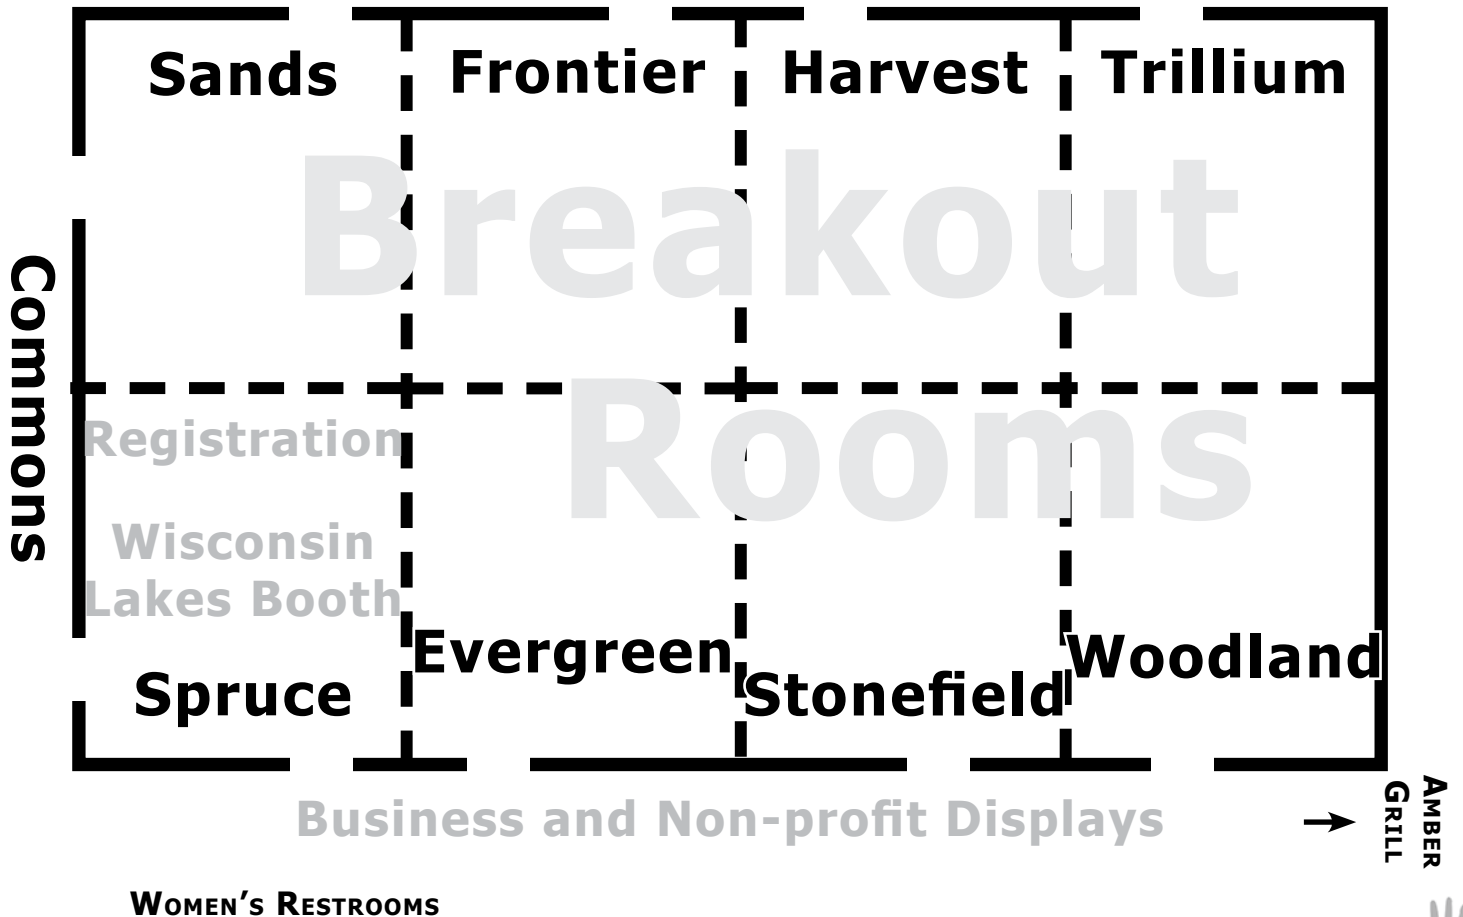 Sands
Frontier
Harvest
Trillium
Breakout
Rooms
Commons
Registration
Wisconsin
Lakes Booth
Spruce
Evergreen
Stonefield
Woodland
Business and Non-profit Displays
Amber
Grill
Women's Restrooms